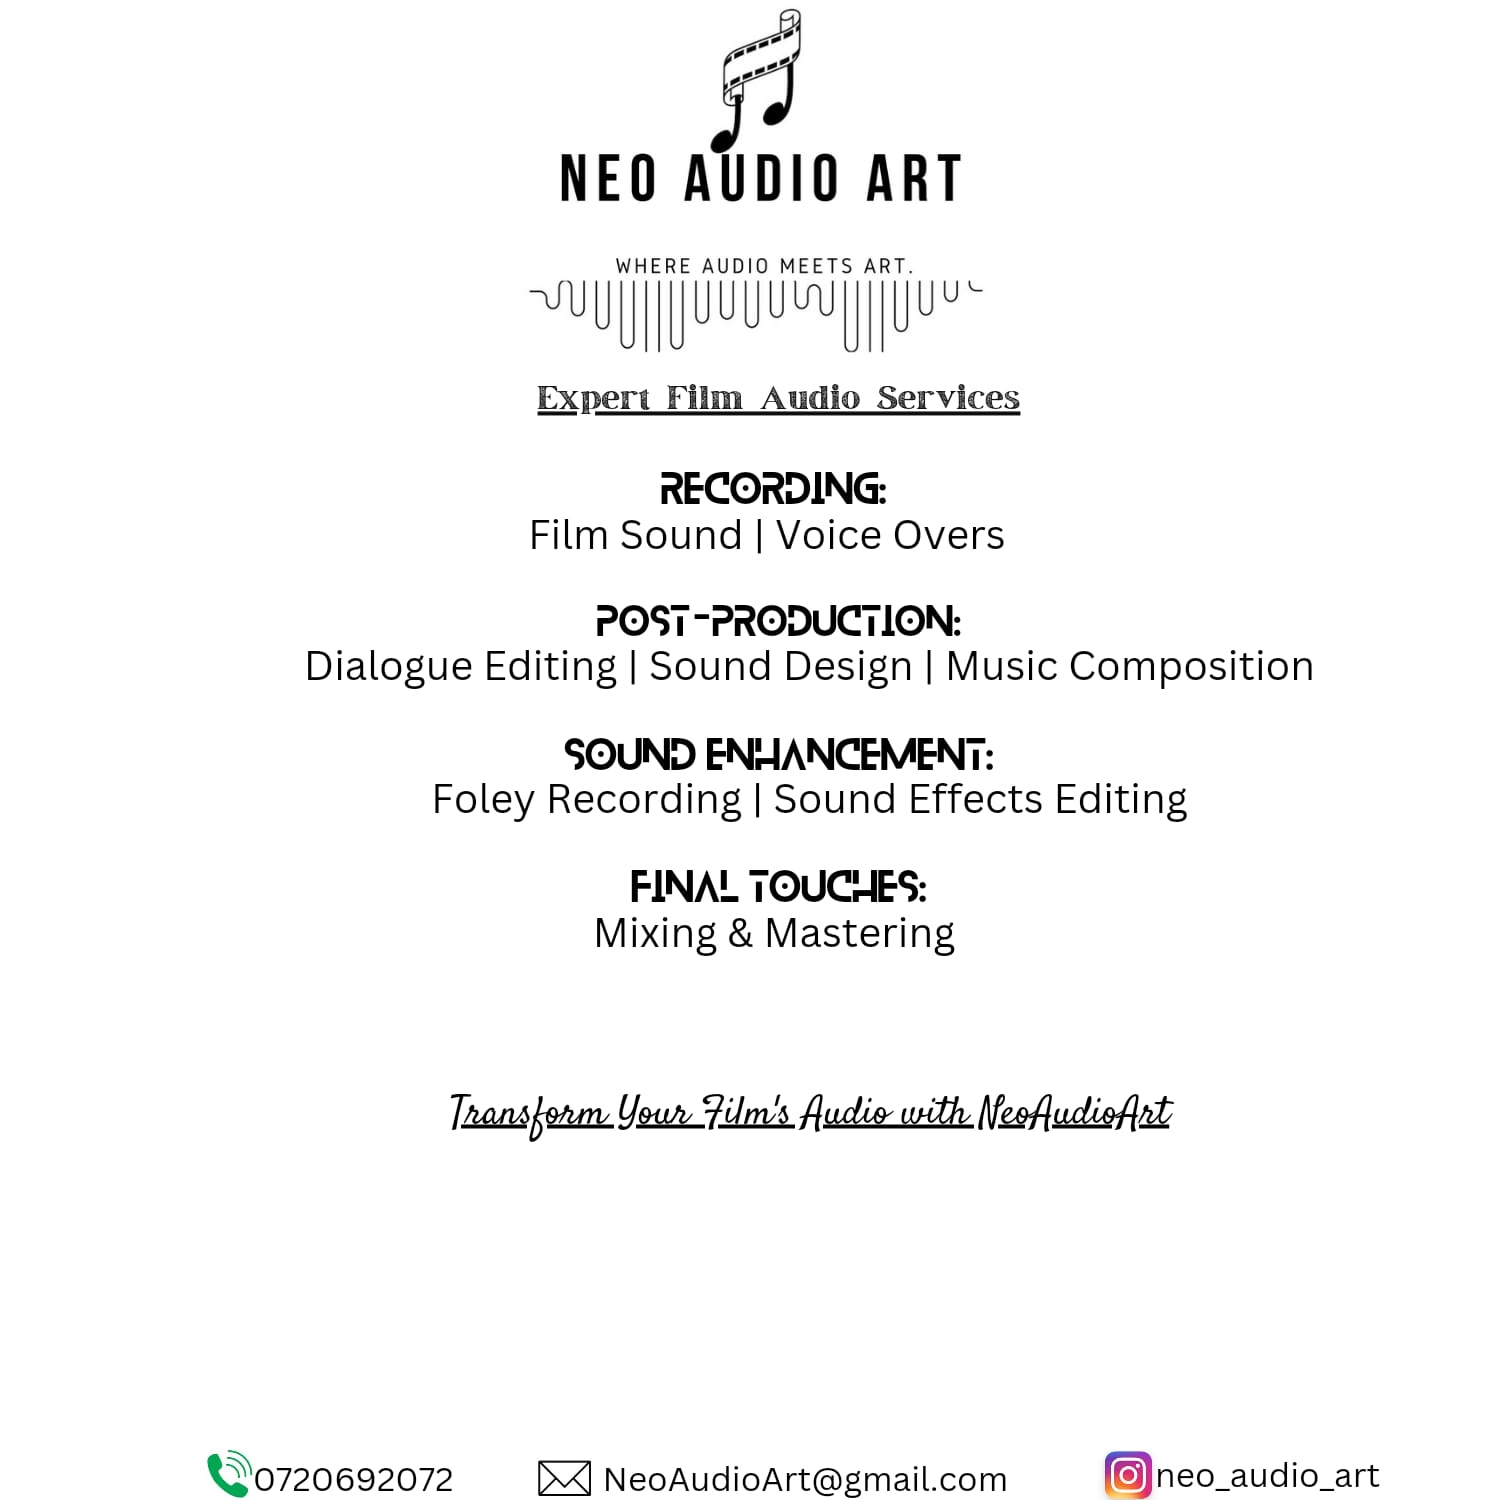 NEO AUDIO ART
WHERE AUDIO MEETS ART.
Expert Film Audio Services
RECORDING:
Film Sound | Voice Overs
POST-PRODUCTION:
Dialogue Editing | Sound Design | Music Composition
SOUND ENHANCEMENT:
Foley Recording | Sound Effects Editing
FINAL TOUCHES:
Mixing & Mastering
Transform Your Film's Audio with NeoAudioArt
0720692072
NeoAudioArt@gmail.com
neo_audio_art